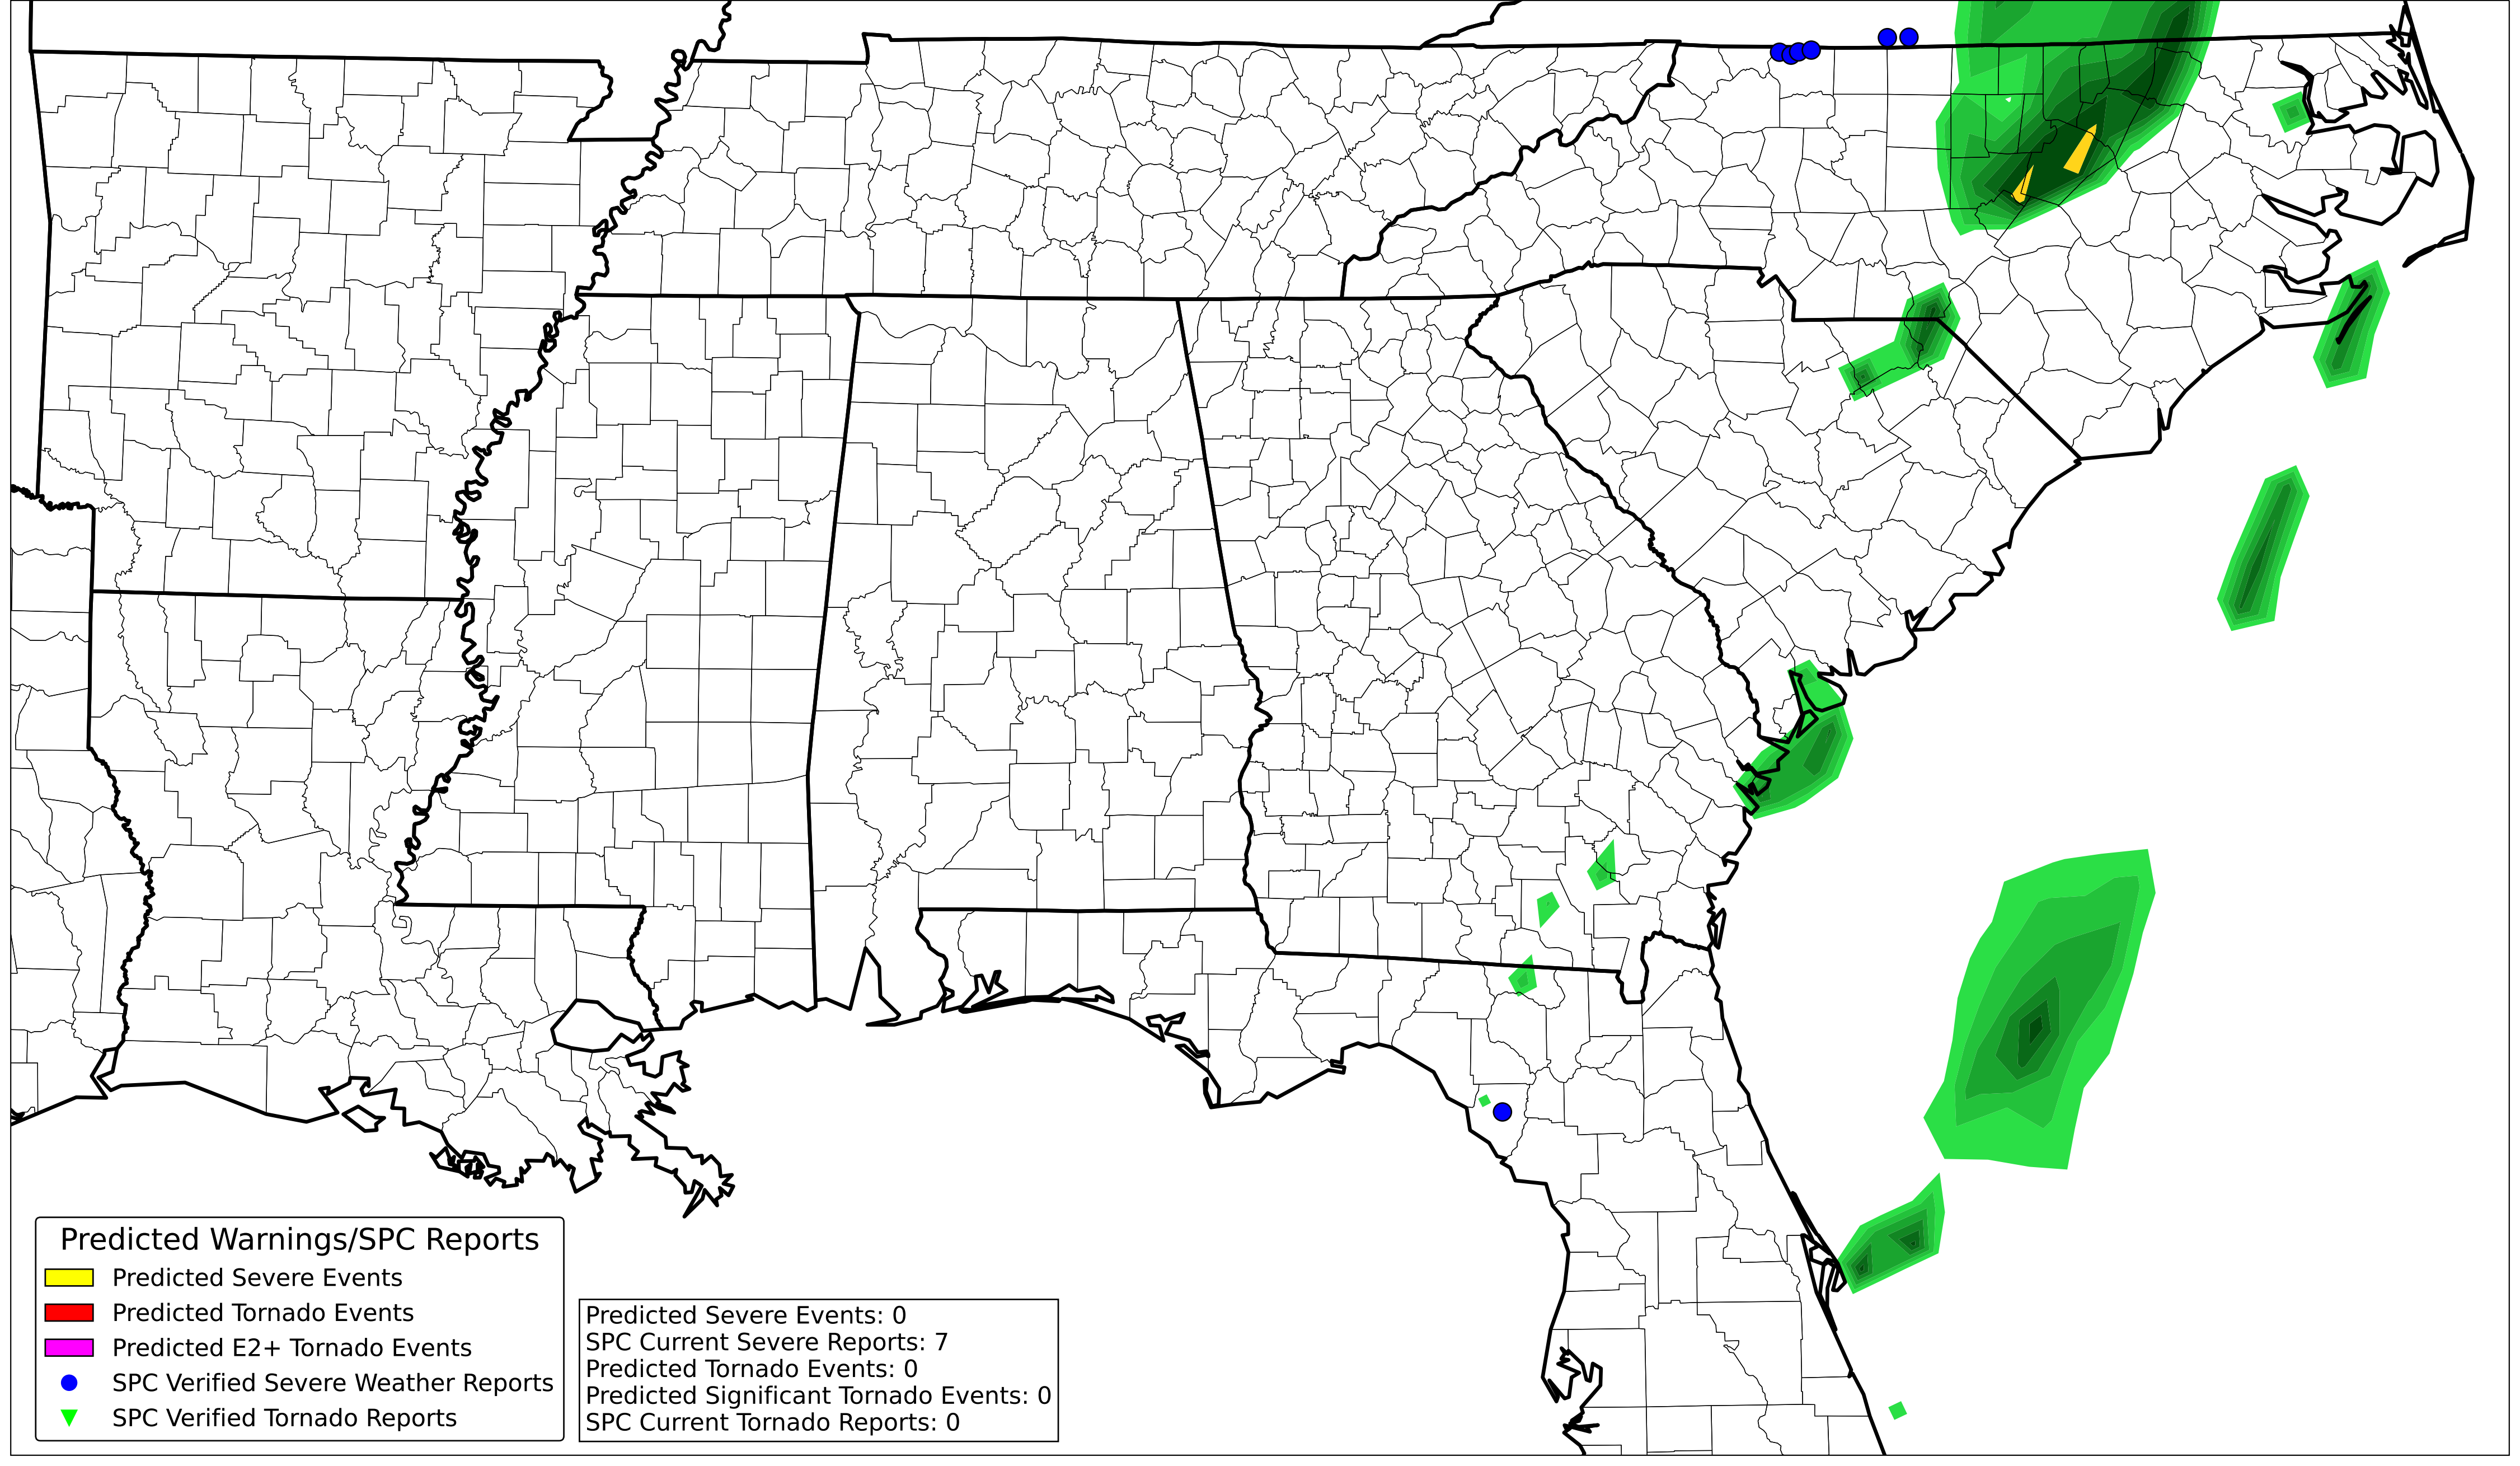 Predicted Warnings/SPC Reports
Predicted Severe Events
Predicted Tornado Events
Predicted E2+ Tornado Events
SPC Verified Severe Weather Reports
SPC Verified Tornado Reports
Predicted Severe Events: 0
SPC Current Severe Reports: 7
Predicted Tornado Events: 0
Predicted Significant Tornado Events: 0
SPC Current Tornado Reports: 0